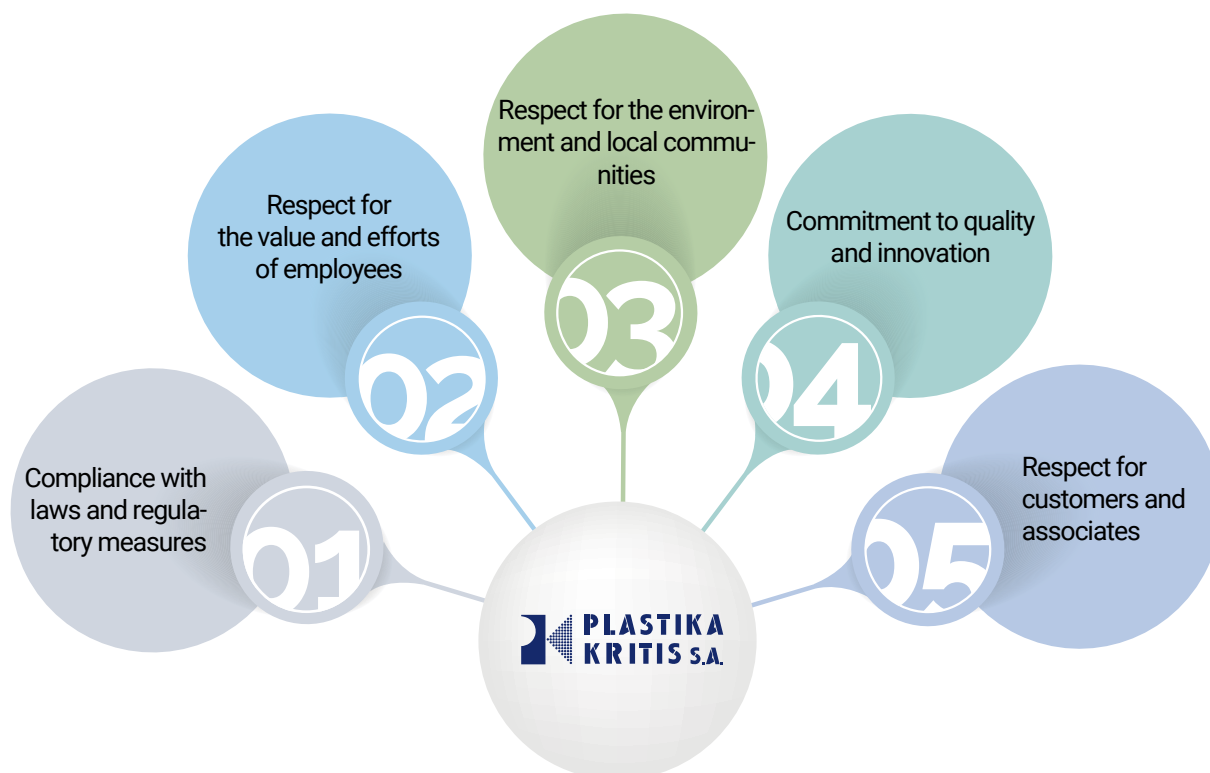 Compliance with
laws and regula-
tory measures
01
Respect for
the value and efforts
of employees
02
Respect for the environ-
ment and local commu-
nities
03
Commitment to quality
and innovation
04
Respect for
customers and
associates
05
PLASTIKA
KRITIS S.A.